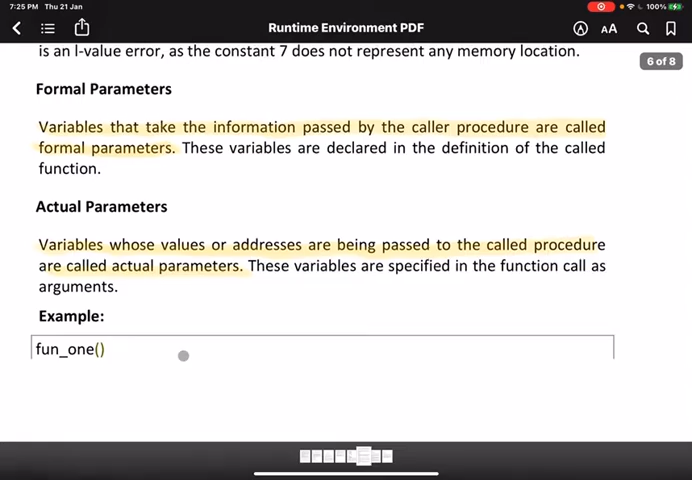 7:25 PM Thu 21 Jan
100%
Runtime Environment PDF
AA
6 of 8
is an l-value error, as the constant 7 does not represent any memory location.
Formal Parameters
Variables that take the information passed by the caller procedure are called
formal parameters. These variables are declared in the definition of the called
function.
Actual Parameters
Variables whose values or addresses are being passed to the called procedure
are called actual parameters. These variables are specified in the function call as
arguments.
Example:
fun_one()